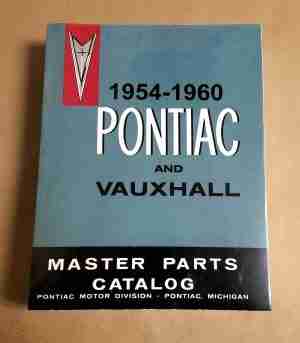 1954-1960
PONTIAC
AND
VAUXHALL
MASTER PARTS
CATALOG
PONTIAC MOTOR DIVISION - PONTIAC, MICHIGAN